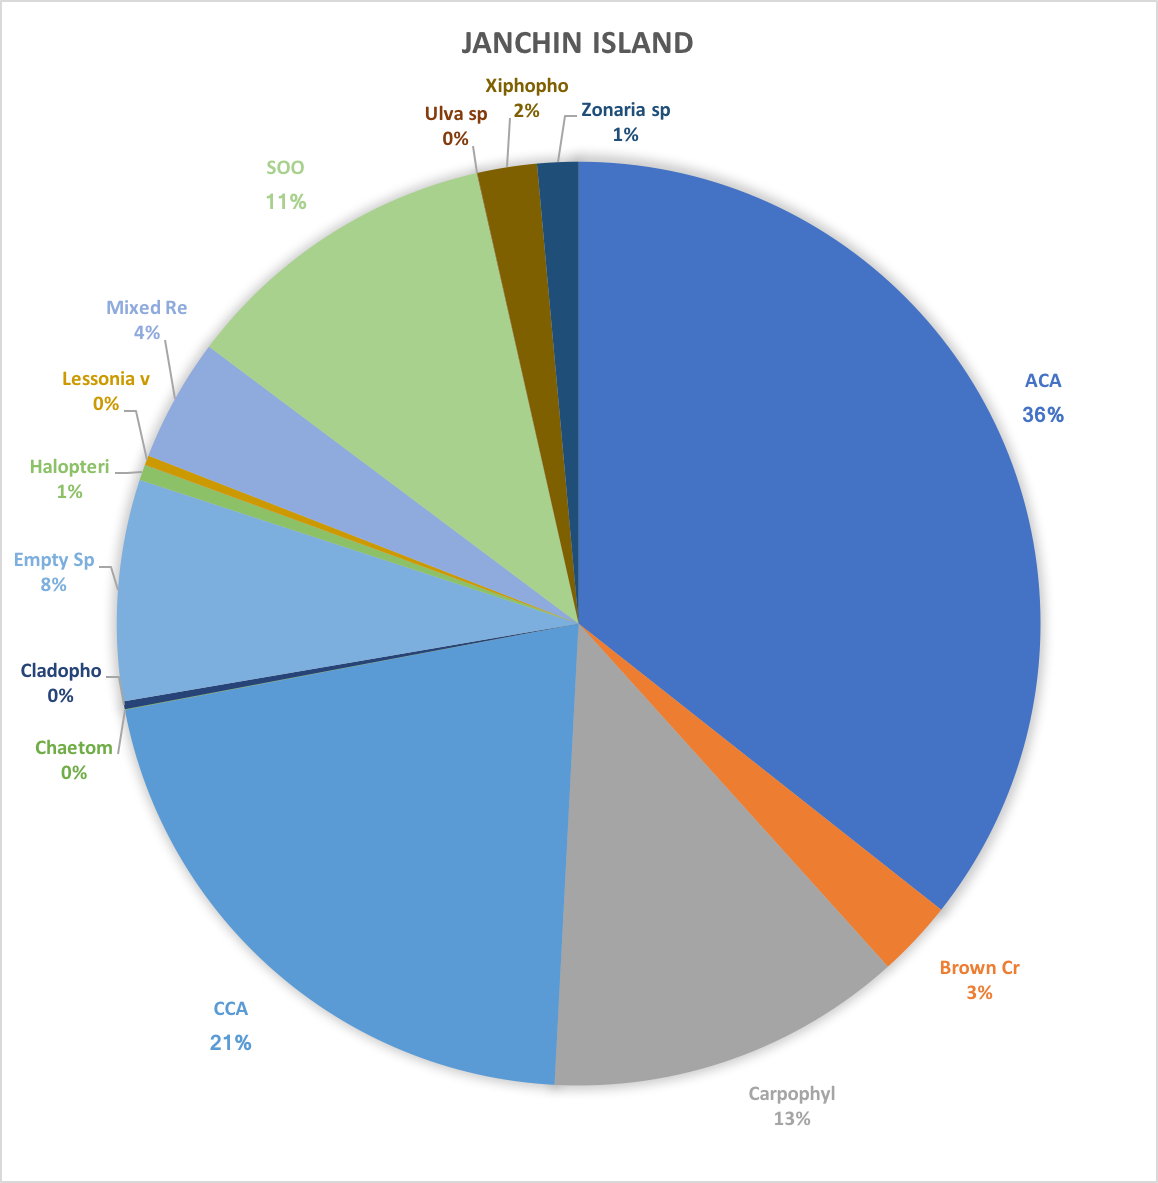 JANCHIN ISLAND
Xiphopho
2%
Zonaria sp
1%
Ulva sp
0%
SOO
11%
Mixed Re
4%
Lessonia v
0%
ACA
36%
Halopteri
1%
Empty Sp
8%
Cladopho
0%
Chaetom
0%
Brown Cr
3%
CCA
21%
Carpophyl
13%